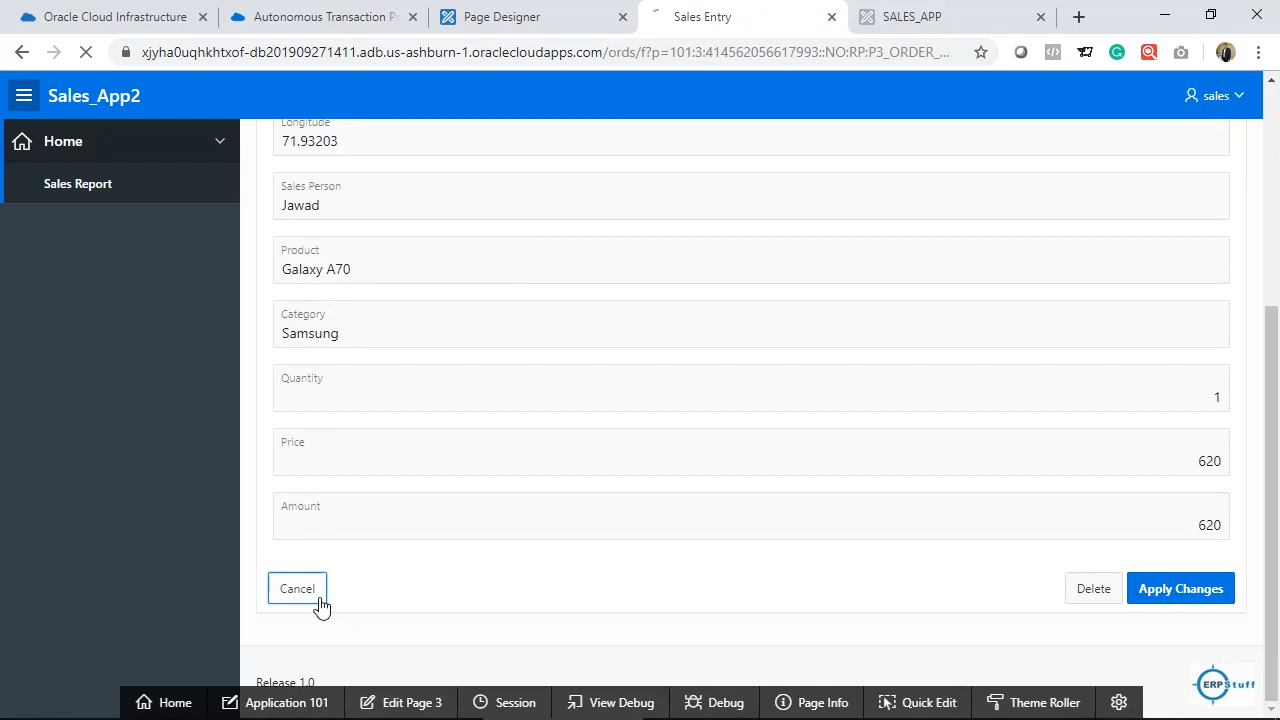 Oracle Cloud Infrastructure
Autonomous Transaction P
Page Designer
Sales Entry
SALES_APP
xjyha0uqhkhtxof-db201909271411.adb.us-ashburn-1.oraclecloudapps.com/ords/f?p=101:3:414562056617993::NO:RP:P3_ORDER_...
Sales_App2
sales
Home
Sales Report
Longitude
71.93203
Sales Person
Jawad
Product
Galaxy A70
Category
Samsung
Quantity
1
Price
620
Amount
620
Cancel
Delete
Apply Changes
Release 1.0
ERPStuff
Home
Application 101
Edit Page 3
Session
View Debug
Debug
Page Info
Quick Edit
Theme Roller